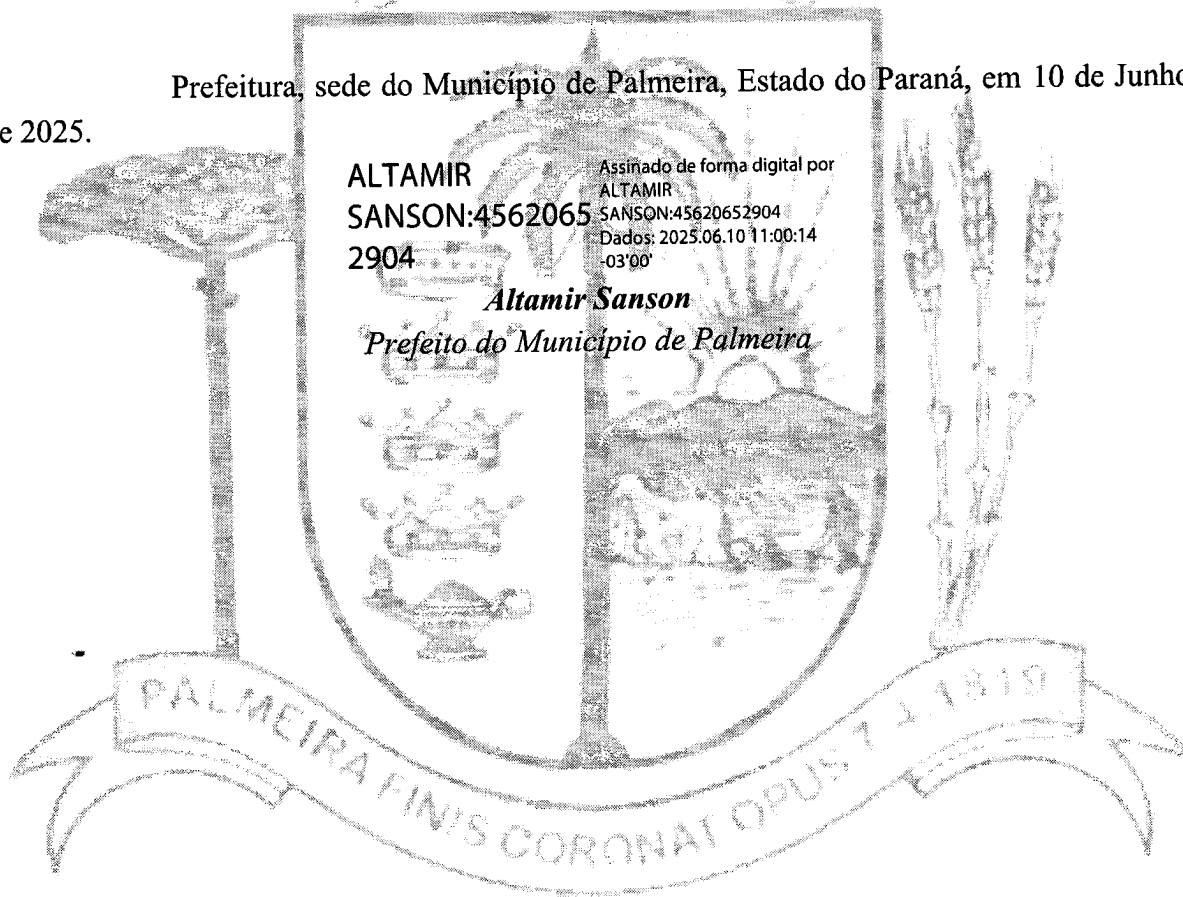 Prefeitura, sede do Município de Palmeira, Estado do Paraná, em 10 de Junho
e 2025.
ALTAMIR
SANSON:4562065
2904
Assinado de forma digital por
ALTAMIR
SANSON:45620652904
Dados: 2025.06.10 11:00:14
-03'00'
Altamir Sanson
Prefeito do Município de Palmeira
PALMEIRA FINIS CORONAT OPUS 7 4 1819